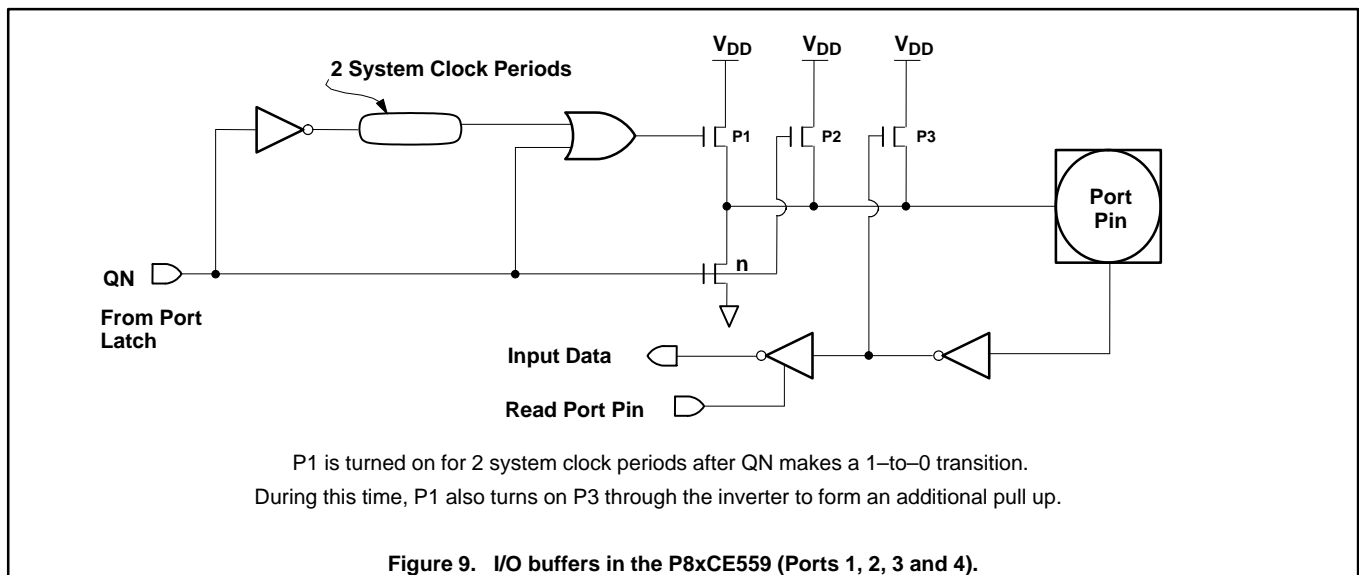 V_DD V_DD V_DD
2 System Clock Periods
P1 P2 P3
Port
Pin
n
QN
From Port
Latch
Input Data
Read Port Pin
P1 is turned on for 2 system clock periods after QN makes a 1–to–0 transition.
During this time, P1 also turns on P3 through the inverter to form an additional pull up.
Figure 9. I/O buffers in the P8xCE559 (Ports 1, 2, 3 and 4).